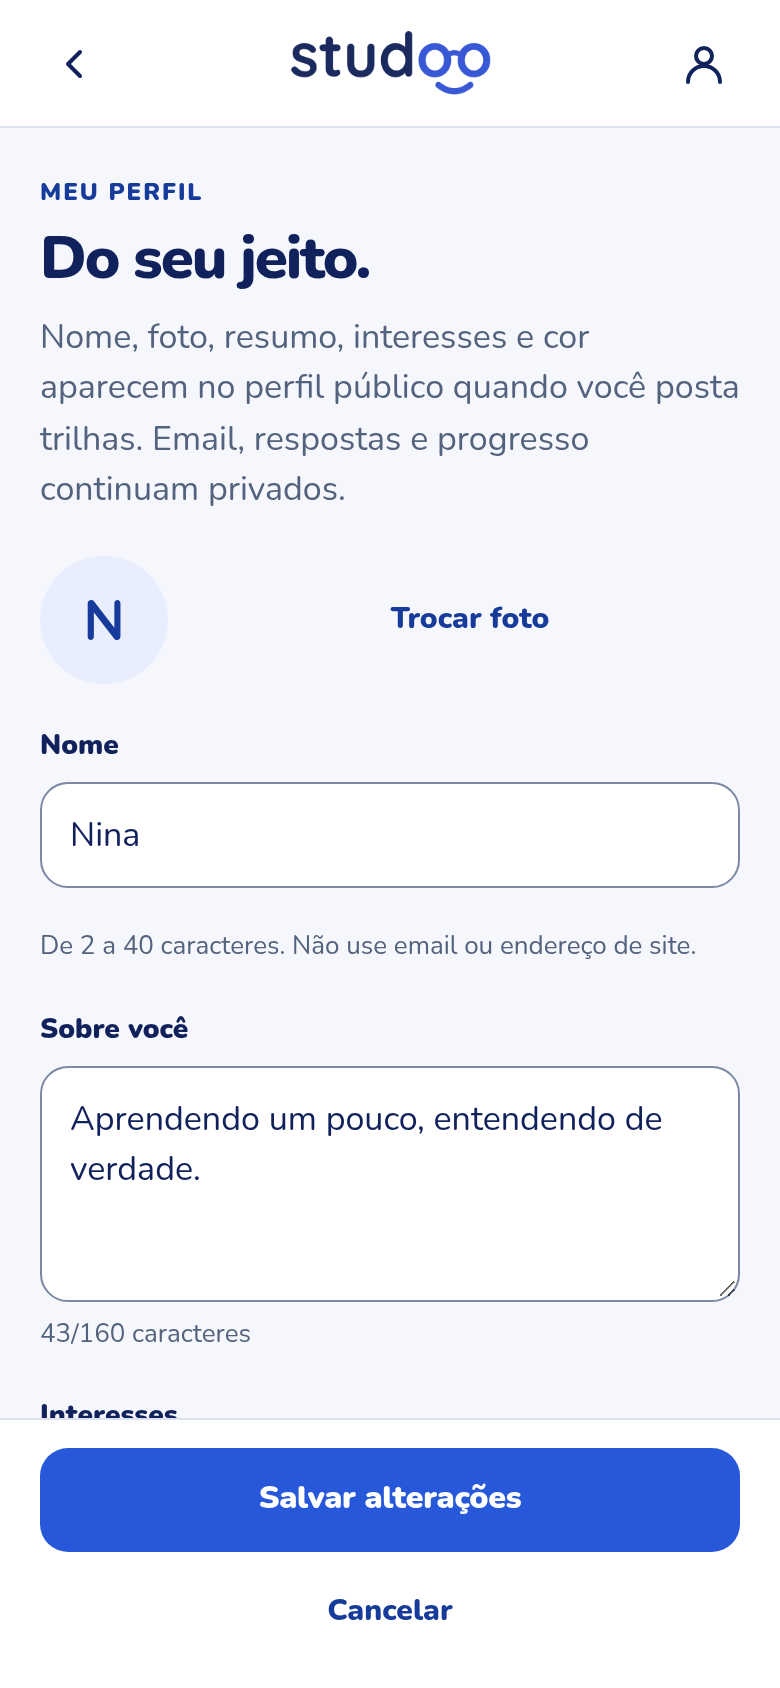 studoo
MEU PERFIL
Do seu jeito.
Nome, foto, resumo, interesses e cor
aparecem no perfil público quando você posta
trilhas. Email, respostas e progresso
continuam privados.
N
Trocar foto
Nome
Nina
De 2 a 40 caracteres. Não use email ou endereço de site.
Sobre você
Aprendendo um pouco, entendendo de
verdade.
43/160 caracteres
Interesses
Salvar alterações
Cancelar